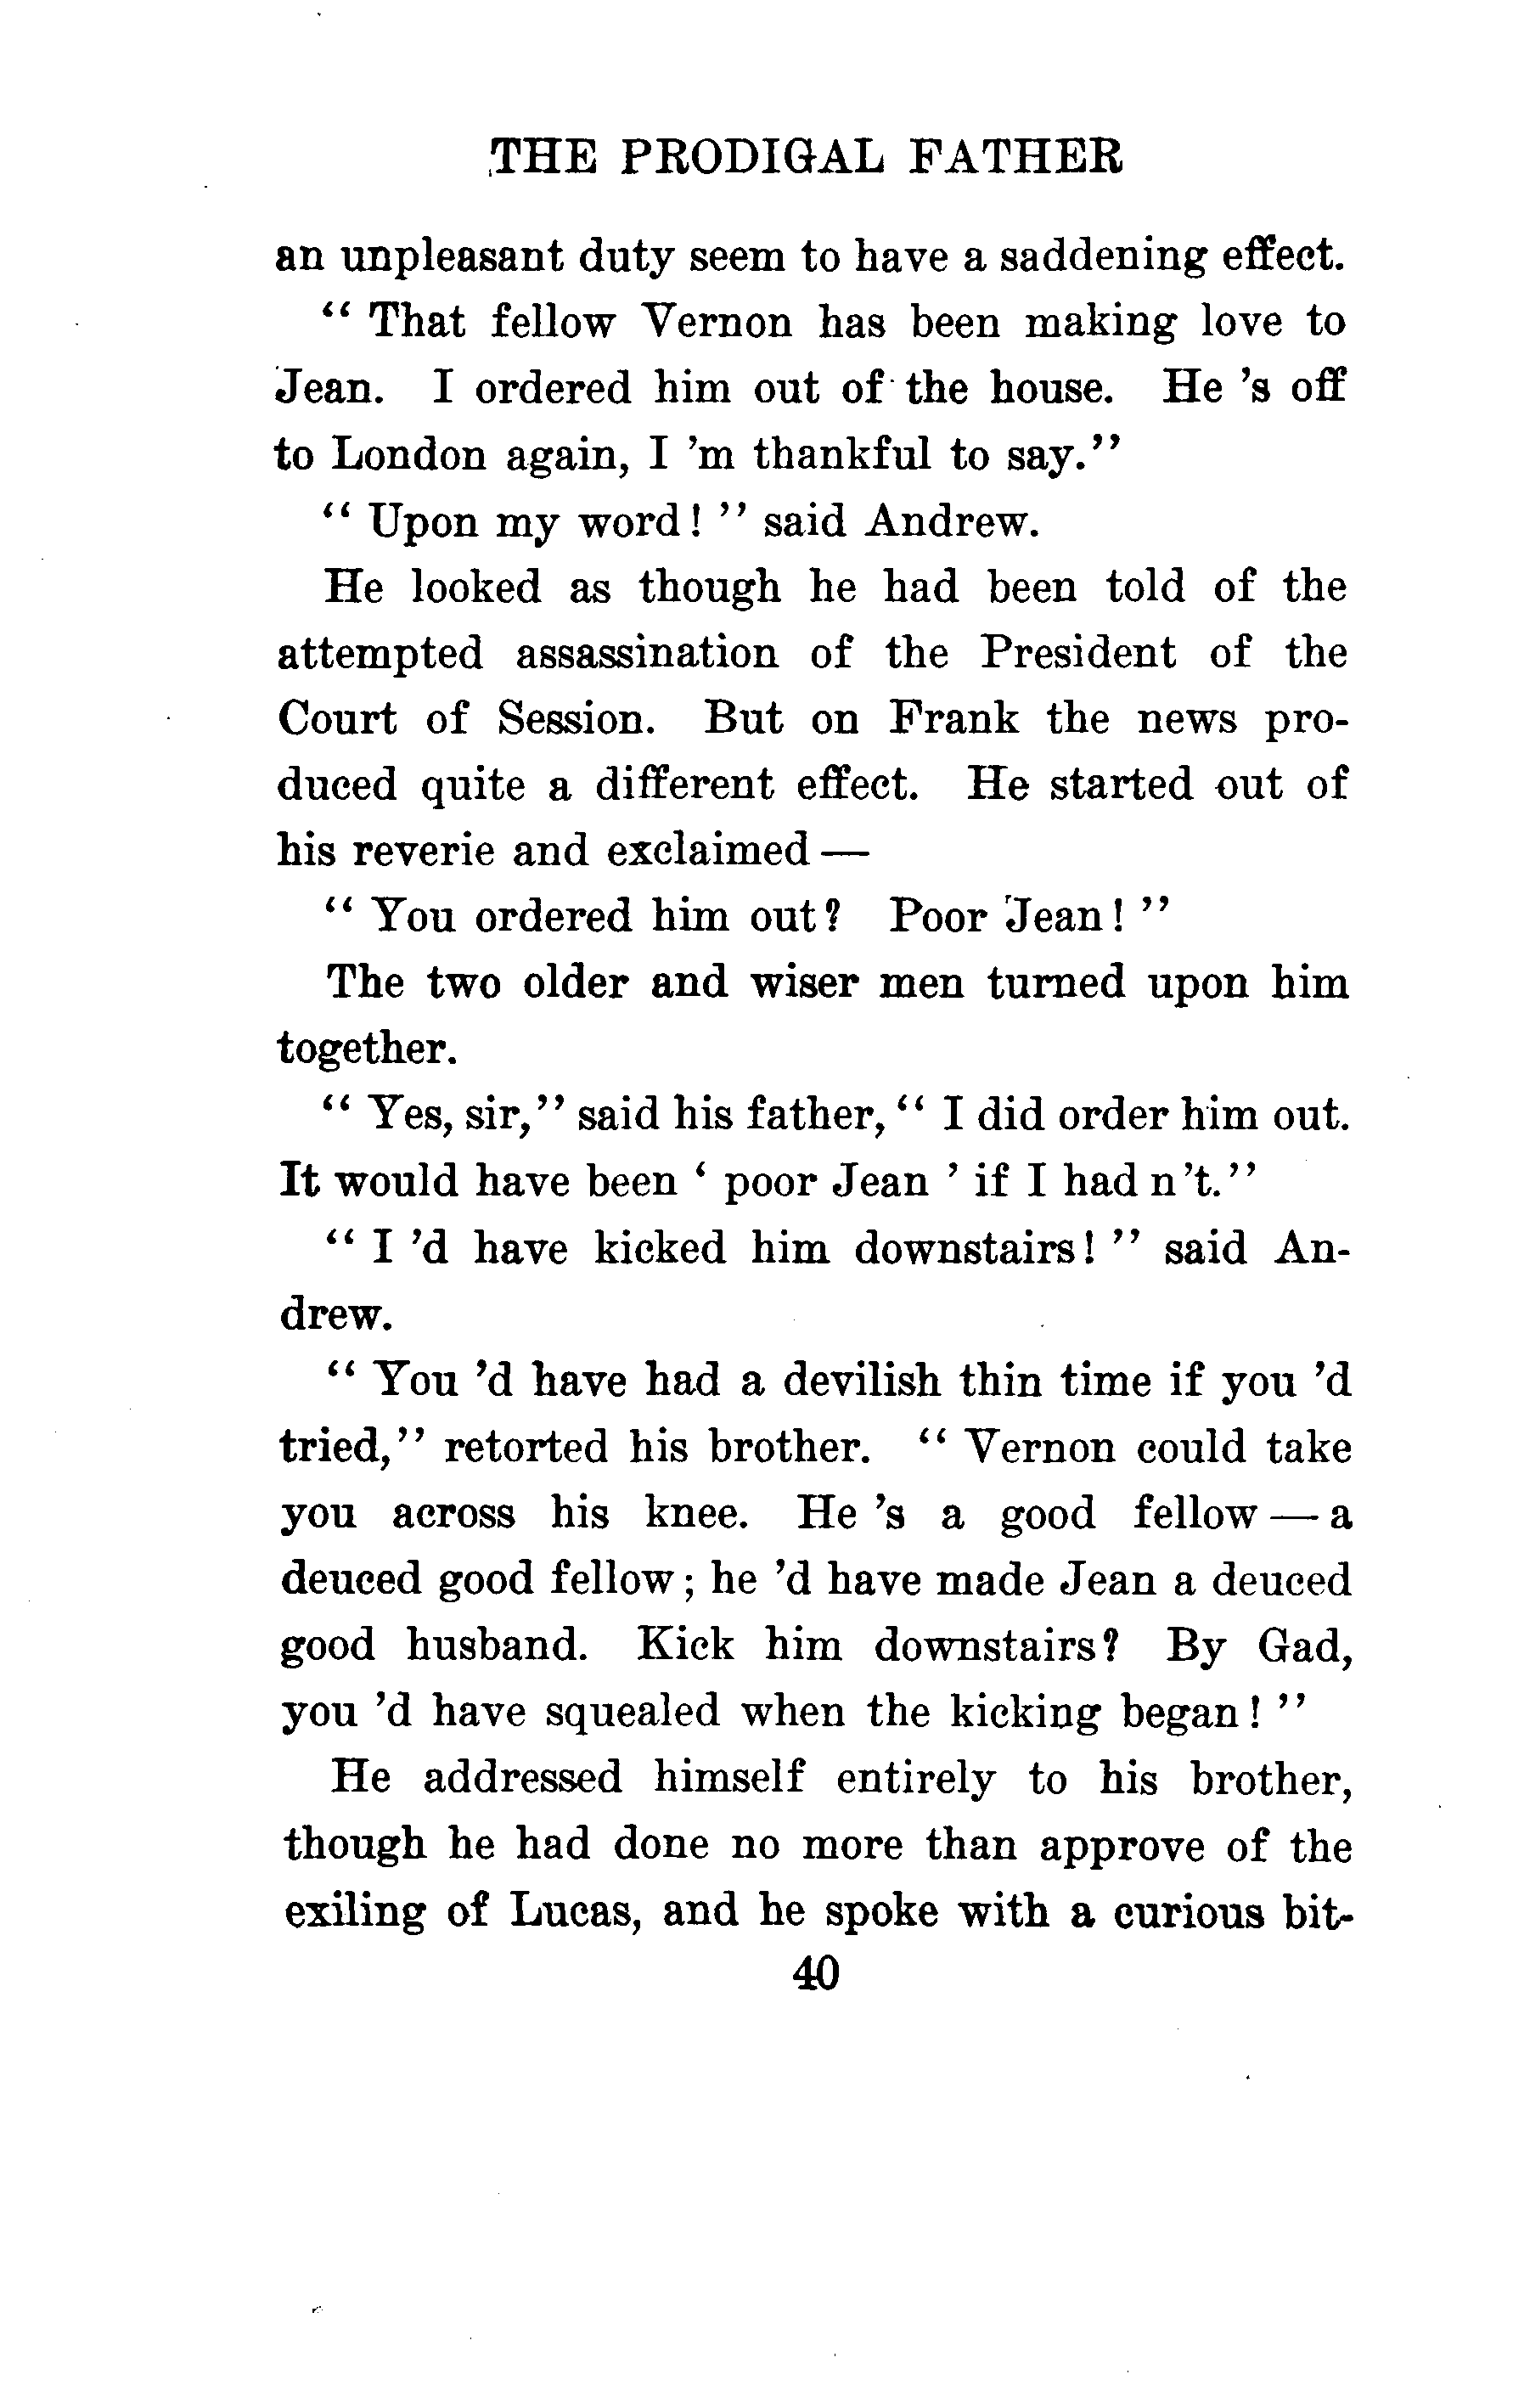 THE PRODIGAL FATHER
an unpleasant duty seem to have a saddening effect.
" That fellow Vernon has been making love to
Jean. I ordered him out of the house. He 's off
to London again, I 'm thankful to say."
" Upon my word! " said Andrew.
He looked as though he had been told of the
attempted assassination of the President of the
Court of Session. But on Frank the news pro-
duced quite a different effect. He started out of
his reverie and exclaimed —
" You ordered him out? Poor Jean! "
The two older and wiser men turned upon him
together.
" Yes, sir," said his father, " I did order him out.
It would have been ' poor Jean ' if I had n't."
" I 'd have kicked him downstairs! " said An-
drew.
" You 'd have had a devilish thin time if you 'd
tried," retorted his brother. " Vernon could take
you across his knee. He 's a good fellow — a
deuced good fellow; he 'd have made Jean a deuced
good husband. Kick him downstairs? By Gad,
you 'd have squealed when the kicking began! "
He addressed himself entirely to his brother,
though he had done no more than approve of the
exiling of Lucas, and he spoke with a curious bit-
40